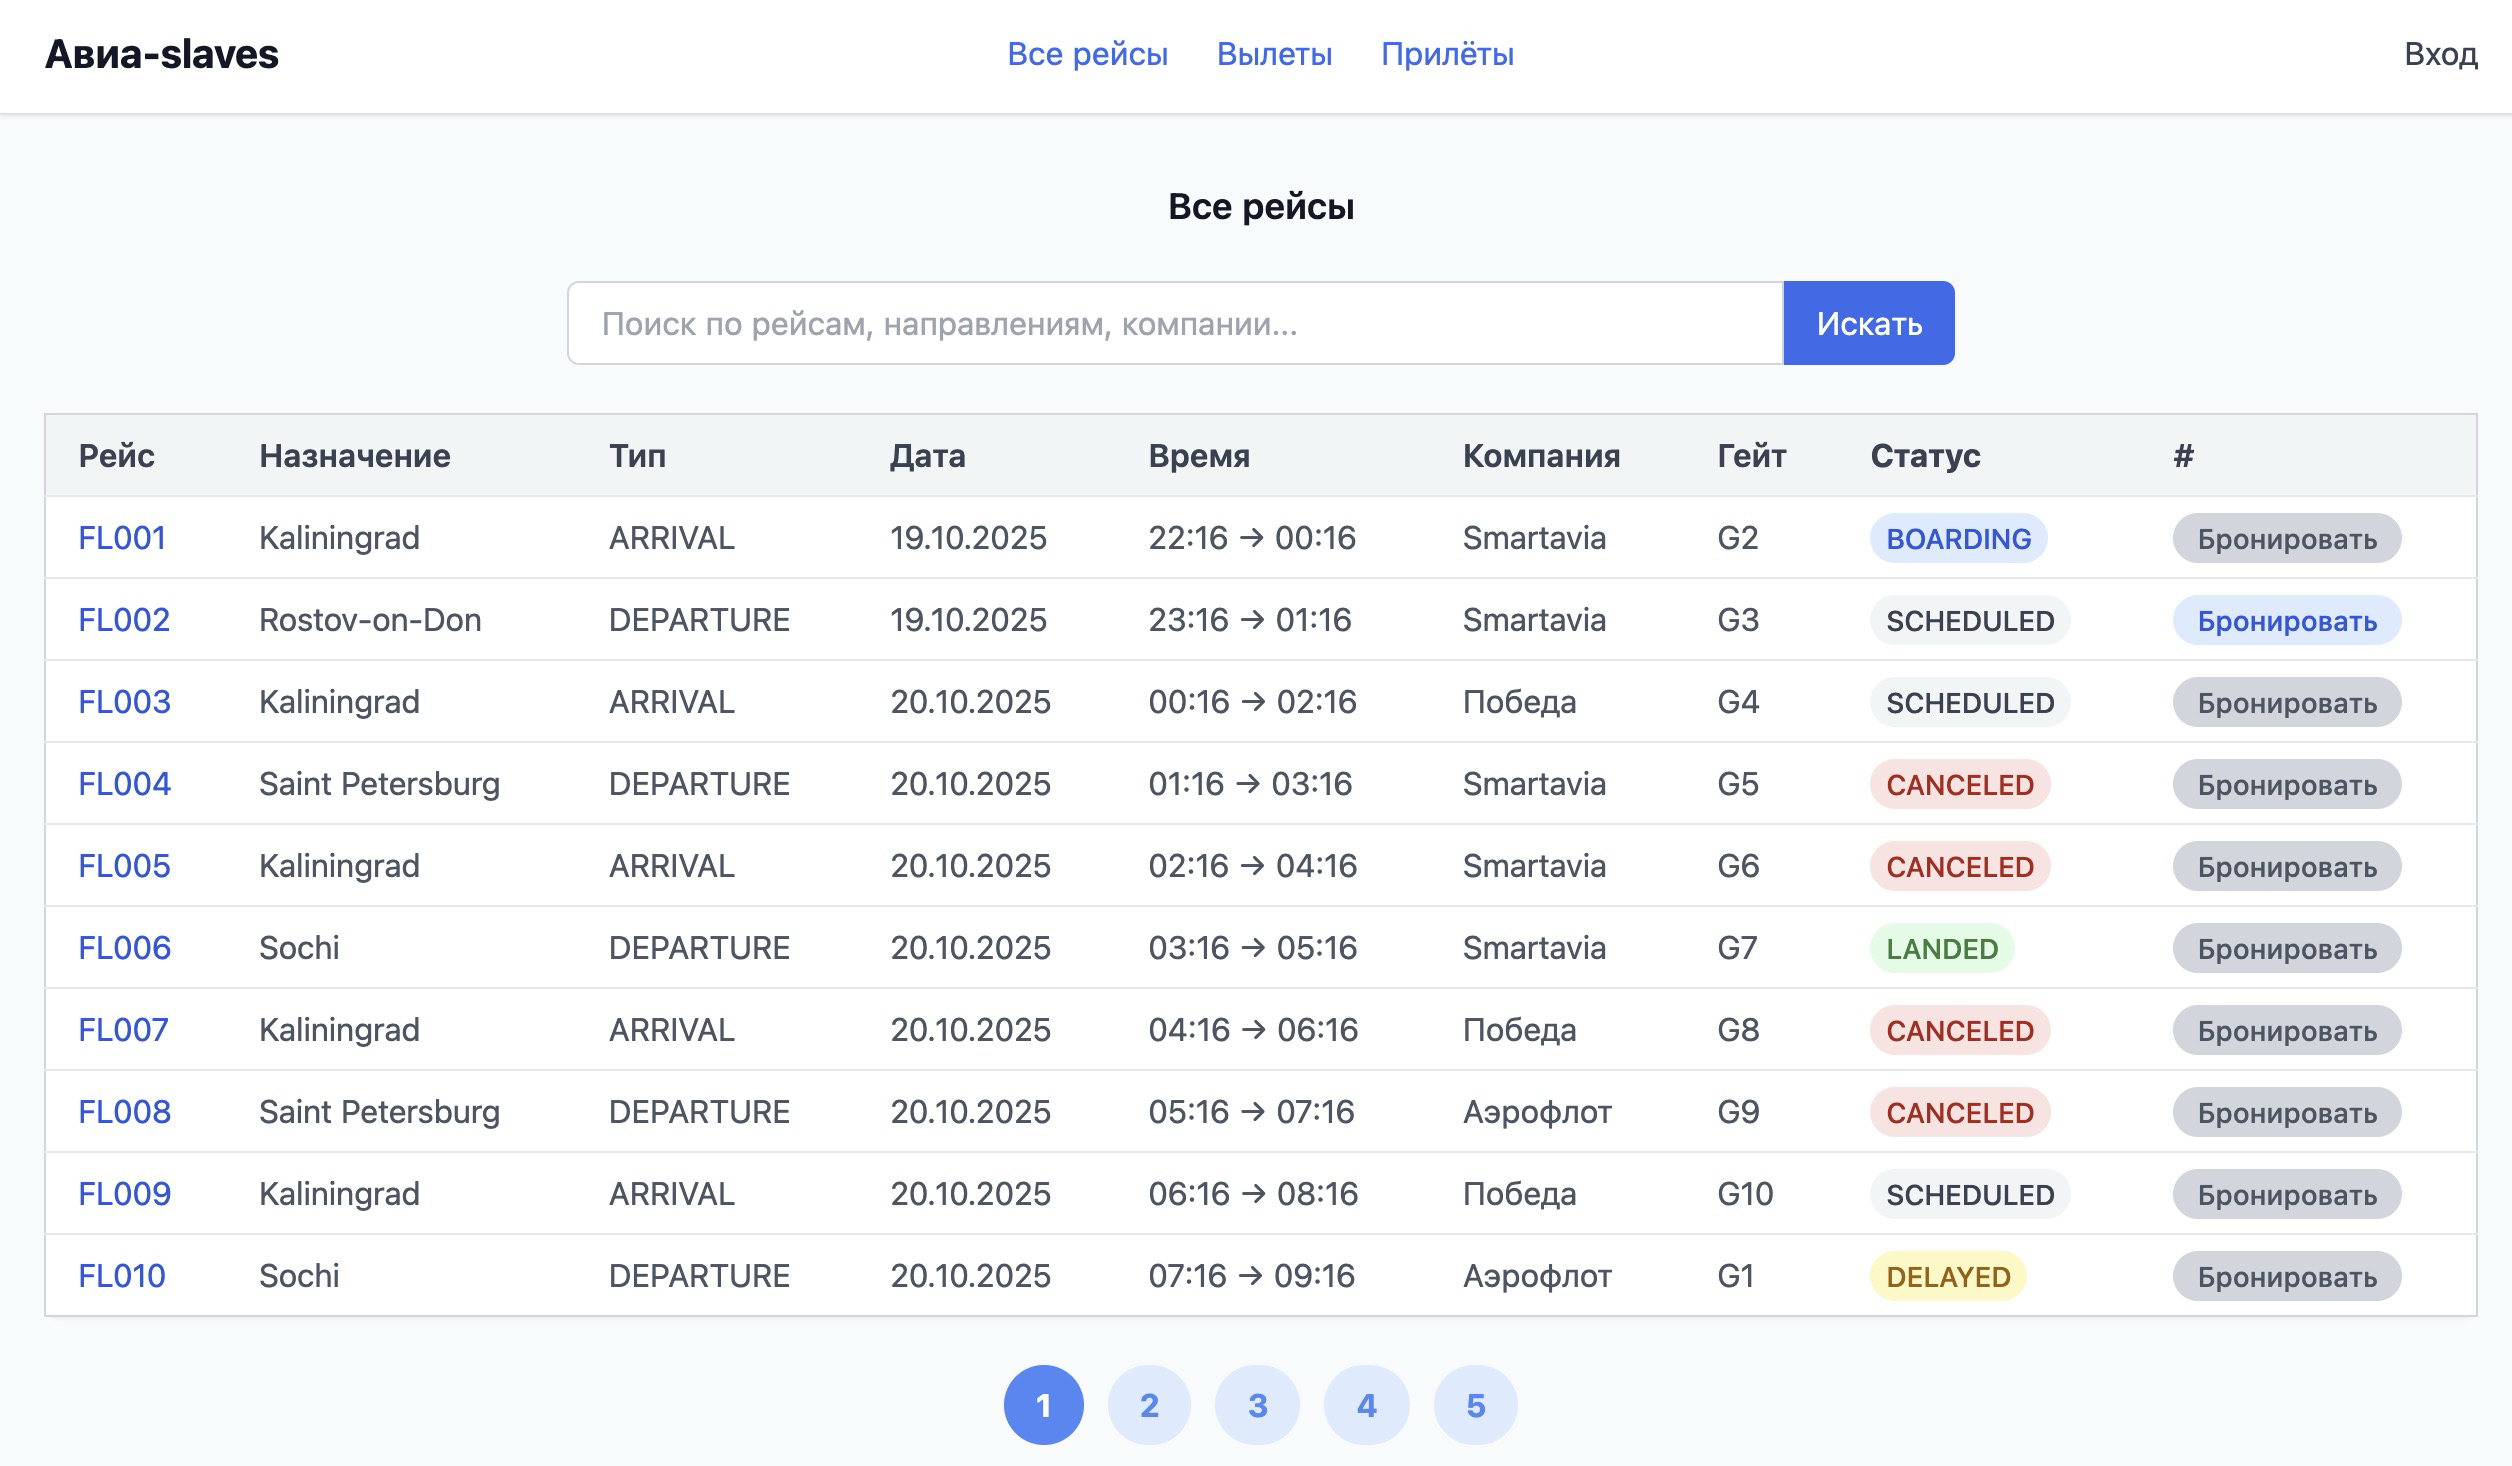 Авиа-slaves Все рейсы Вылеты Прилёты Вход
Все рейсы
Поиск по рейсам, направлениям, компании... Искать
Рейс Назначение Тип Дата Время Компания Гейт Статус #
FL001 Kaliningrad ARRIVAL 19.10.2025 22:16 → 00:16 Smartavia G2 BOARDING Бронировать
FL002 Rostov-on-Don DEPARTURE 19.10.2025 23:16 → 01:16 Smartavia G3 SCHEDULED Бронировать
FL003 Kaliningrad ARRIVAL 20.10.2025 00:16 → 02:16 Победа G4 SCHEDULED Бронировать
FL004 Saint Petersburg DEPARTURE 20.10.2025 01:16 → 03:16 Smartavia G5 CANCELED Бронировать
FL005 Kaliningrad ARRIVAL 20.10.2025 02:16 → 04:16 Smartavia G6 CANCELED Бронировать
FL006 Sochi DEPARTURE 20.10.2025 03:16 → 05:16 Smartavia G7 LANDED Бронировать
FL007 Kaliningrad ARRIVAL 20.10.2025 04:16 → 06:16 Победа G8 CANCELED Бронировать
FL008 Saint Petersburg DEPARTURE 20.10.2025 05:16 → 07:16 Аэрофлот G9 CANCELED Бронировать
FL009 Kaliningrad ARRIVAL 20.10.2025 06:16 → 08:16 Победа G10 SCHEDULED Бронировать
FL010 Sochi DEPARTURE 20.10.2025 07:16 → 09:16 Аэрофлот G1 DELAYED Бронировать
1 2 3 4 5